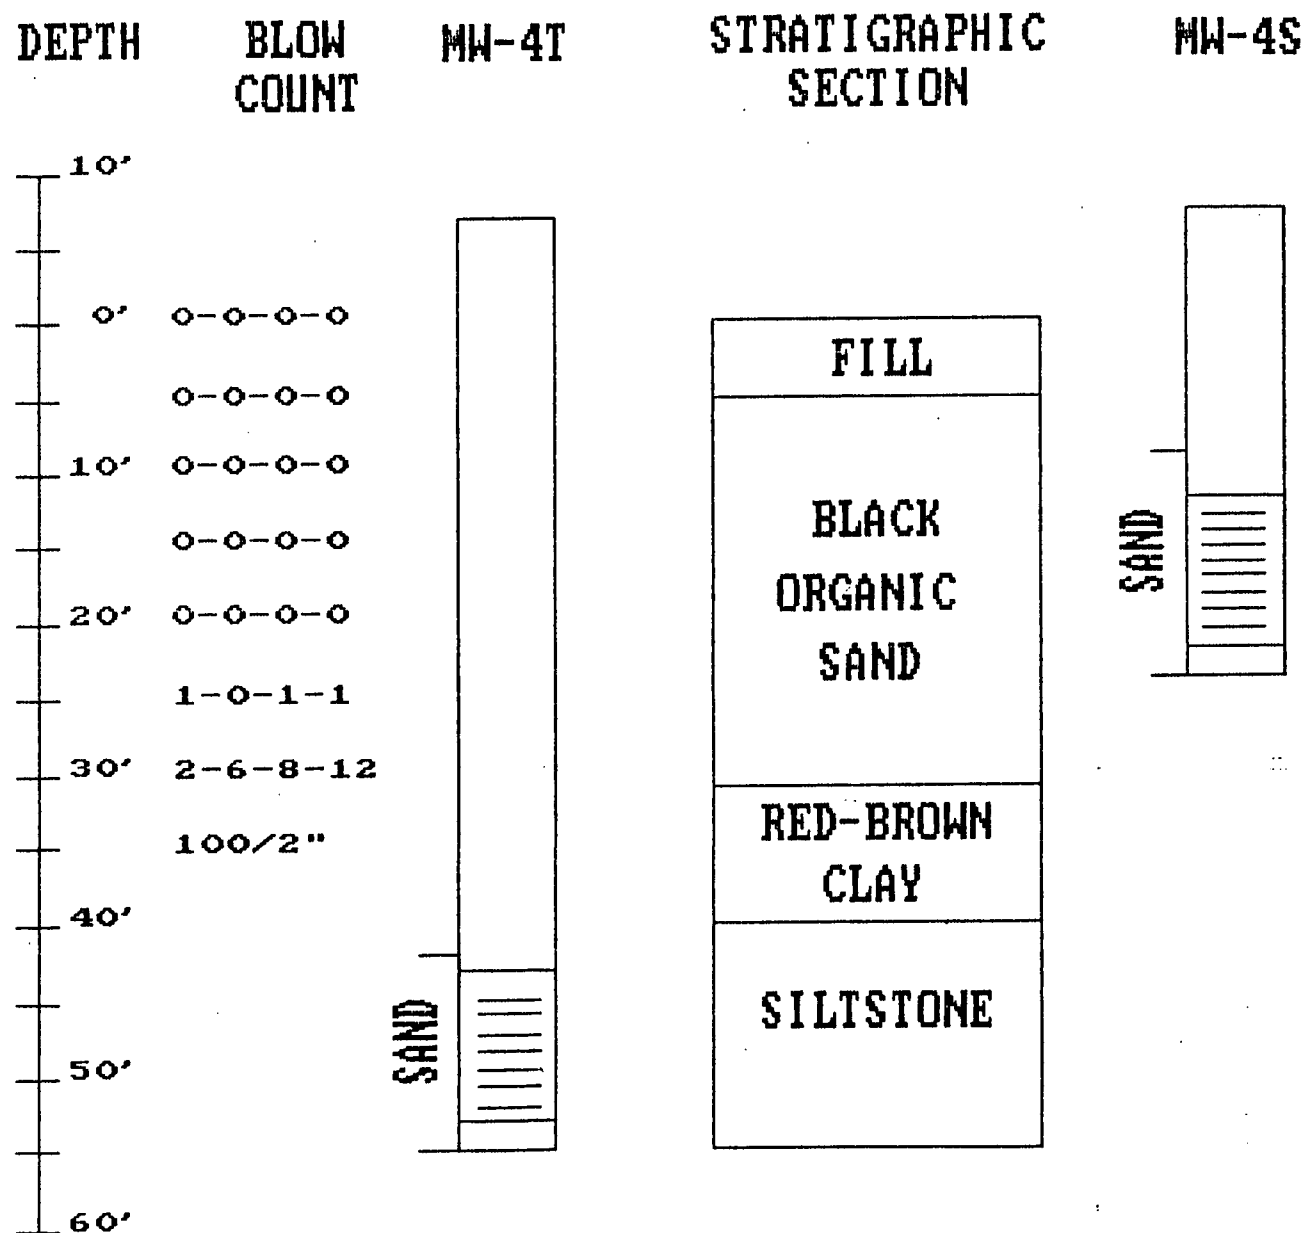 DEPTH BLOW COUNT MW-4T STRATIGRAPHIC SECTION MW-4S
10'
0' 0-0-0-0
FILL
0-0-0-0
10' 0-0-0-0
BLACK
SAND
0-0-0-0
ORGANIC
20' 0-0-0-0
SAND
1-0-1-1
30' 2-6-8-12
RED-BROWN
100/2"
CLAY
40'
SILTSTONE
SAND
50'
60'